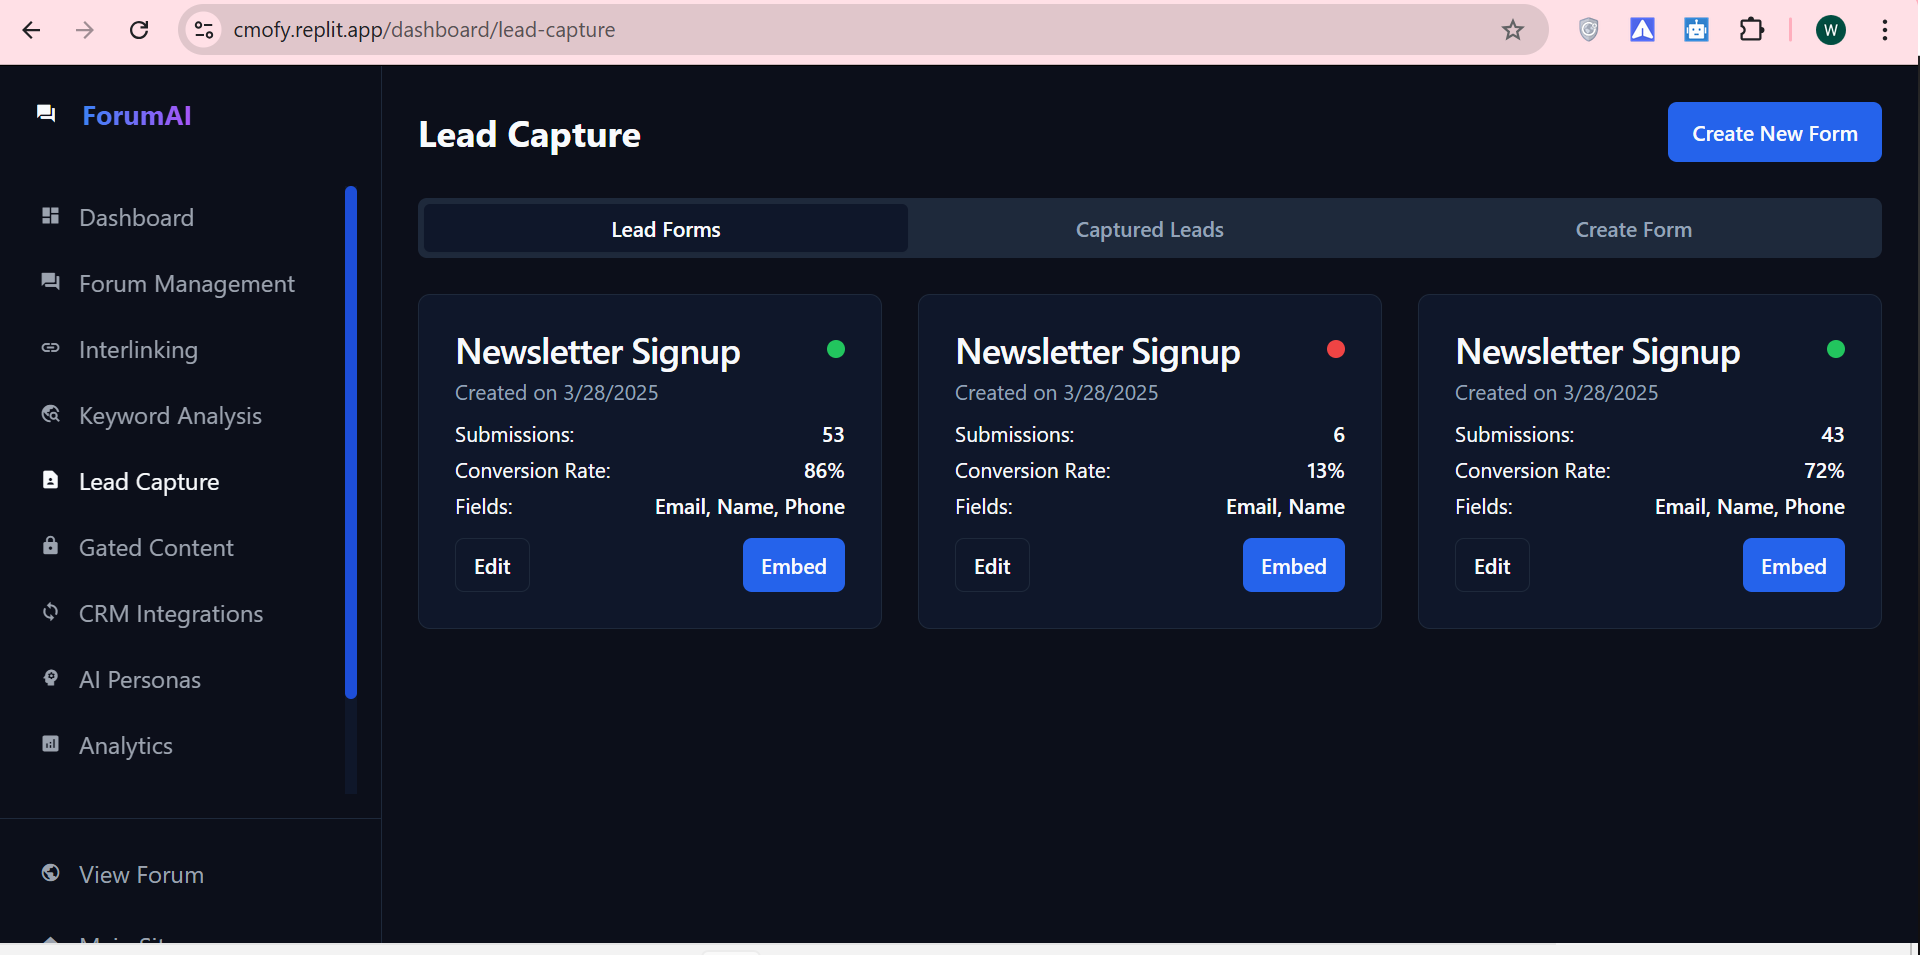 cmofy.replit.app/dashboard/lead-capture
W
ForumAI
Dashboard
Forum Management
Interlinking
Keyword Analysis
Lead Capture
Gated Content
CRM Integrations
AI Personas
Analytics
View Forum
Lead Capture
Create New Form
Lead Forms
Captured Leads
Create Form
Newsletter Signup
Created on 3/28/2025
Submissions: 53
Conversion Rate: 86%
Fields: Email, Name, Phone
Edit
Embed
Newsletter Signup
Created on 3/28/2025
Submissions: 6
Conversion Rate: 13%
Fields: Email, Name
Edit
Embed
Newsletter Signup
Created on 3/28/2025
Submissions: 43
Conversion Rate: 72%
Fields: Email, Name, Phone
Edit
Embed